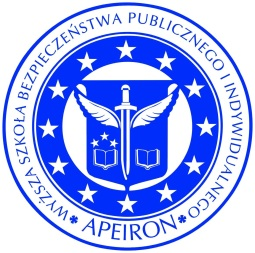 WYŻSZA SZKOŁA BEZPIECZEŃSTWA PUBLICZNEGO I INDYWIDUALNEGO
APEIRON